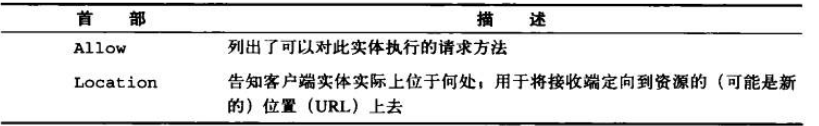 首 部 描 述
Allow 列出了可以对此实体执行的请求方法
Location 告知客户端实体实际上位于何处；用于将接收端定向到资源的（可能是新
的）位置（URL）上去